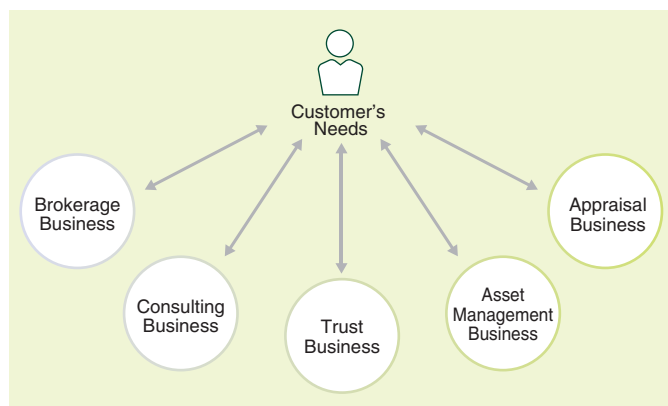 Customer's
Needs
Brokerage
Business
Consulting
Business
Trust
Business
Asset
Management
Business
Appraisal
Business